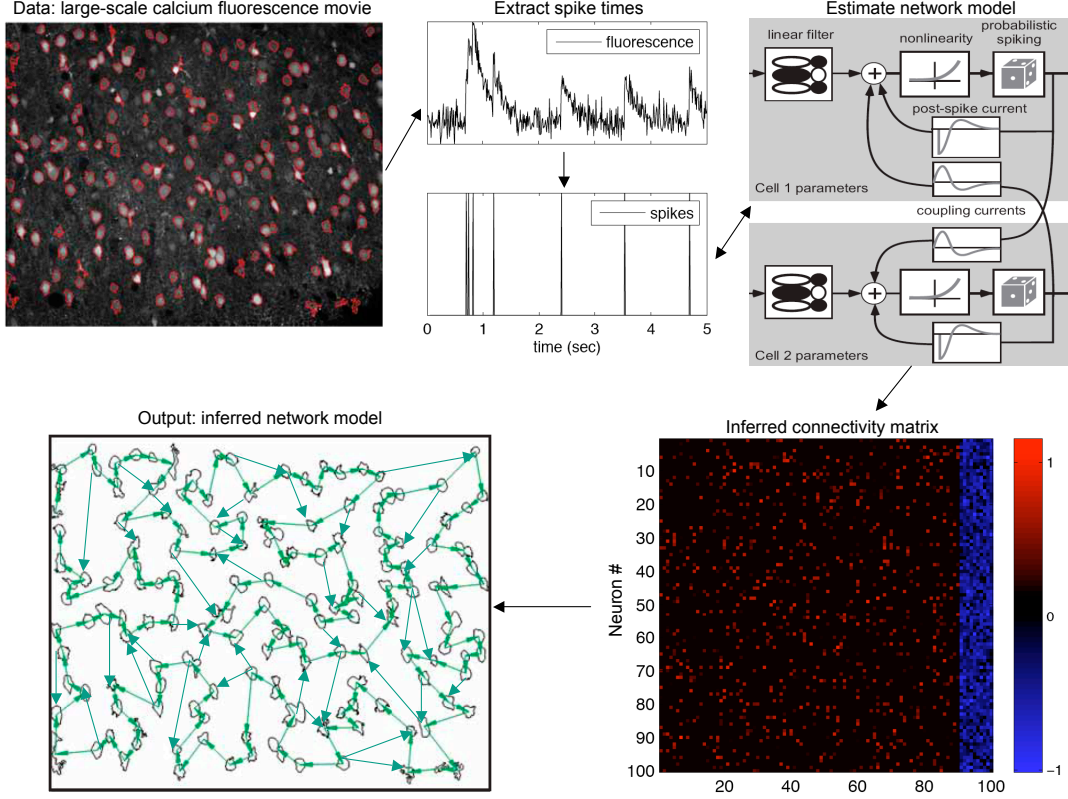 Data: large-scale calcium fluorescence movie
Extract spike times
fluorescence
spikes
0 1 2 3 4 5
time (sec)
Estimate network model
linear filter
nonlinearity
probabilistic
spiking
post-spike current
Cell 1 parameters
coupling currents
Cell 2 parameters
Output: inferred network model
Inferred connectivity matrix
Neuron #
10
20
30
40
50
60
70
80
90
100
20 40 60 80 100
1
0
−1